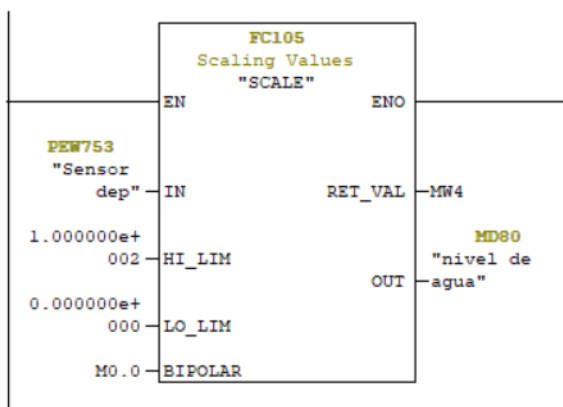 FC105
Scaling Values
"SCALE"
EN ENO
PEW753
"Sensor
dep" IN
RET_VAL MW4
1.000000e+
002 HI_LIM
MD80
"nivel de
OUT agua"
0.000000e+
000 LO_LIM
M0.0 BIPOLAR